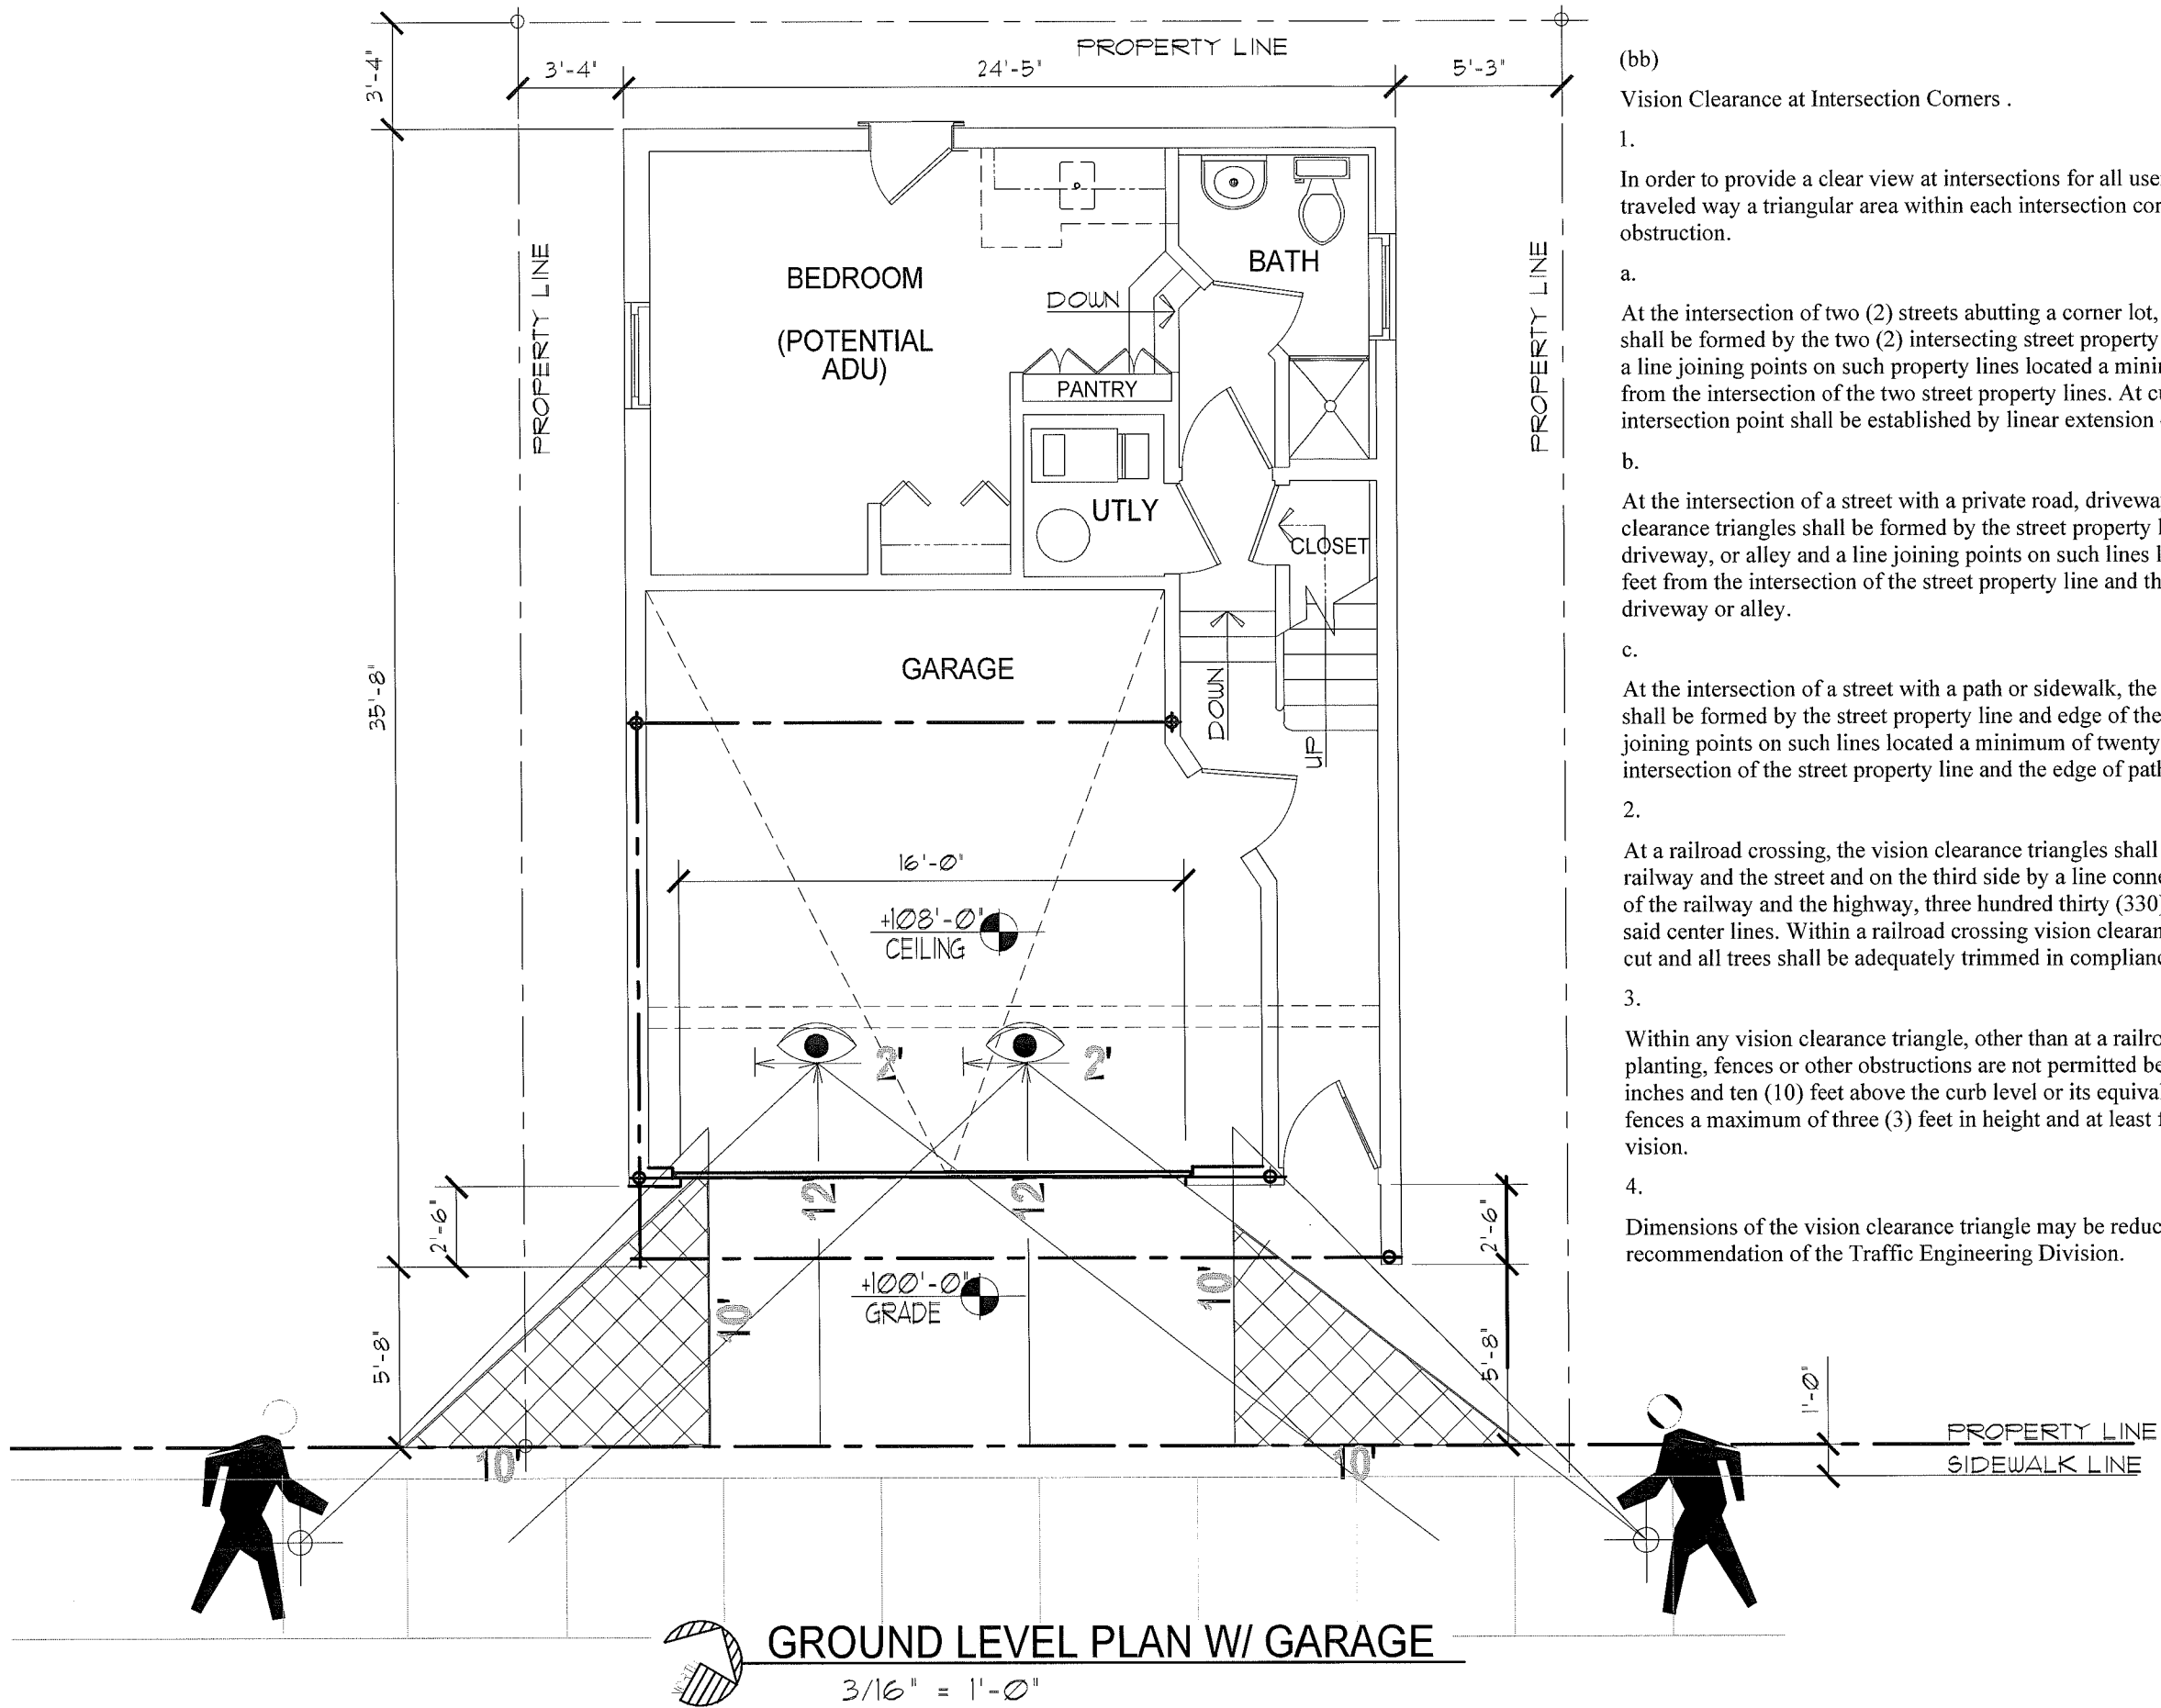 PROPERTY LINE
3'-4"
3'-4"
24'-5"
5'-3"
PROPERTY LINE
PROPERTY LINE
BEDROOM
(POTENTIAL
ADU)
DOWN
BATH
PANTRY
UTLY
CLOSET
35'-8"
GARAGE
DOWN
UP
16'-0"
+108'-0"
CEILING
2'
2'
12'
12'
2'-6"
2'-6"
+100'-0"
GRADE
10'
10'
5'-8"
5'-8"
10'
10'
1'-0"
PROPERTY LINE
SIDEWALK LINE
GROUND LEVEL PLAN W/ GARAGE
3/16" = 1'-0"
(bb)
Vision Clearance at Intersection Corners .
1.
In order to provide a clear view at intersections for all
traveled way a triangular area within each intersection
obstruction.
a.
At the intersection of two (2) streets abutting a corner lot,
shall be formed by the two (2) intersecting street property
a line joining points on such property lines located a
from the intersection of the two street property lines. At
intersection point shall be established by linear extension
b.
At the intersection of a street with a private road,
clearance triangles shall be formed by the street property
driveway, or alley and a line joining points on such lines
feet from the intersection of the street property line and
driveway or alley.
c.
At the intersection of a street with a path or sidewalk, the
shall be formed by the street property line and edge of the
joining points on such lines located a minimum of twenty
intersection of the street property line and the edge of
2.
At a railroad crossing, the vision clearance triangles shall
railway and the street and on the third side by a line
of the railway and the highway, three hundred thirty (330)
said center lines. Within a railroad crossing vision
cut and all trees shall be adequately trimmed in
3.
Within any vision clearance triangle, other than at a
planting, fences or other obstructions are not permitted
inches and ten (10) feet above the curb level or its
fences a maximum of three (3) feet in height and at least
vision.
4.
Dimensions of the vision clearance triangle may be
recommendation of the Traffic Engineering Division.